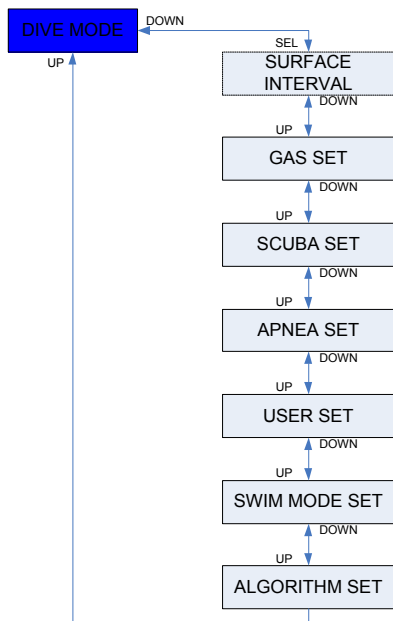 DIVE MODE
DOWN
SEL
UP
SURFACE
INTERVAL
DOWN
UP
GAS SET
DOWN
UP
SCUBA SET
DOWN
UP
APNEA SET
DOWN
UP
USER SET
DOWN
UP
SWIM MODE SET
DOWN
UP
ALGORITHM SET